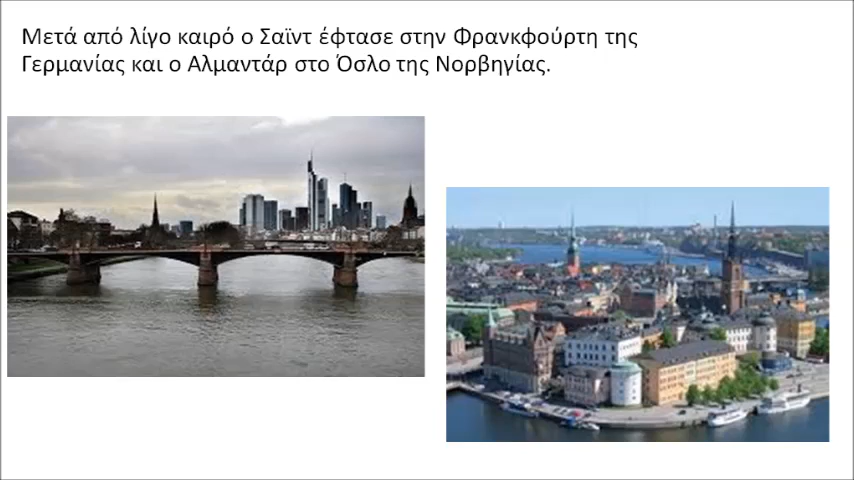 Μετά από λίγο καιρό ο Σαϊντ έφτασε στην Φρανκφούρτη της
Γερμανίας και ο Αλμαντάρ στο Όσλο της Νορβηγίας.